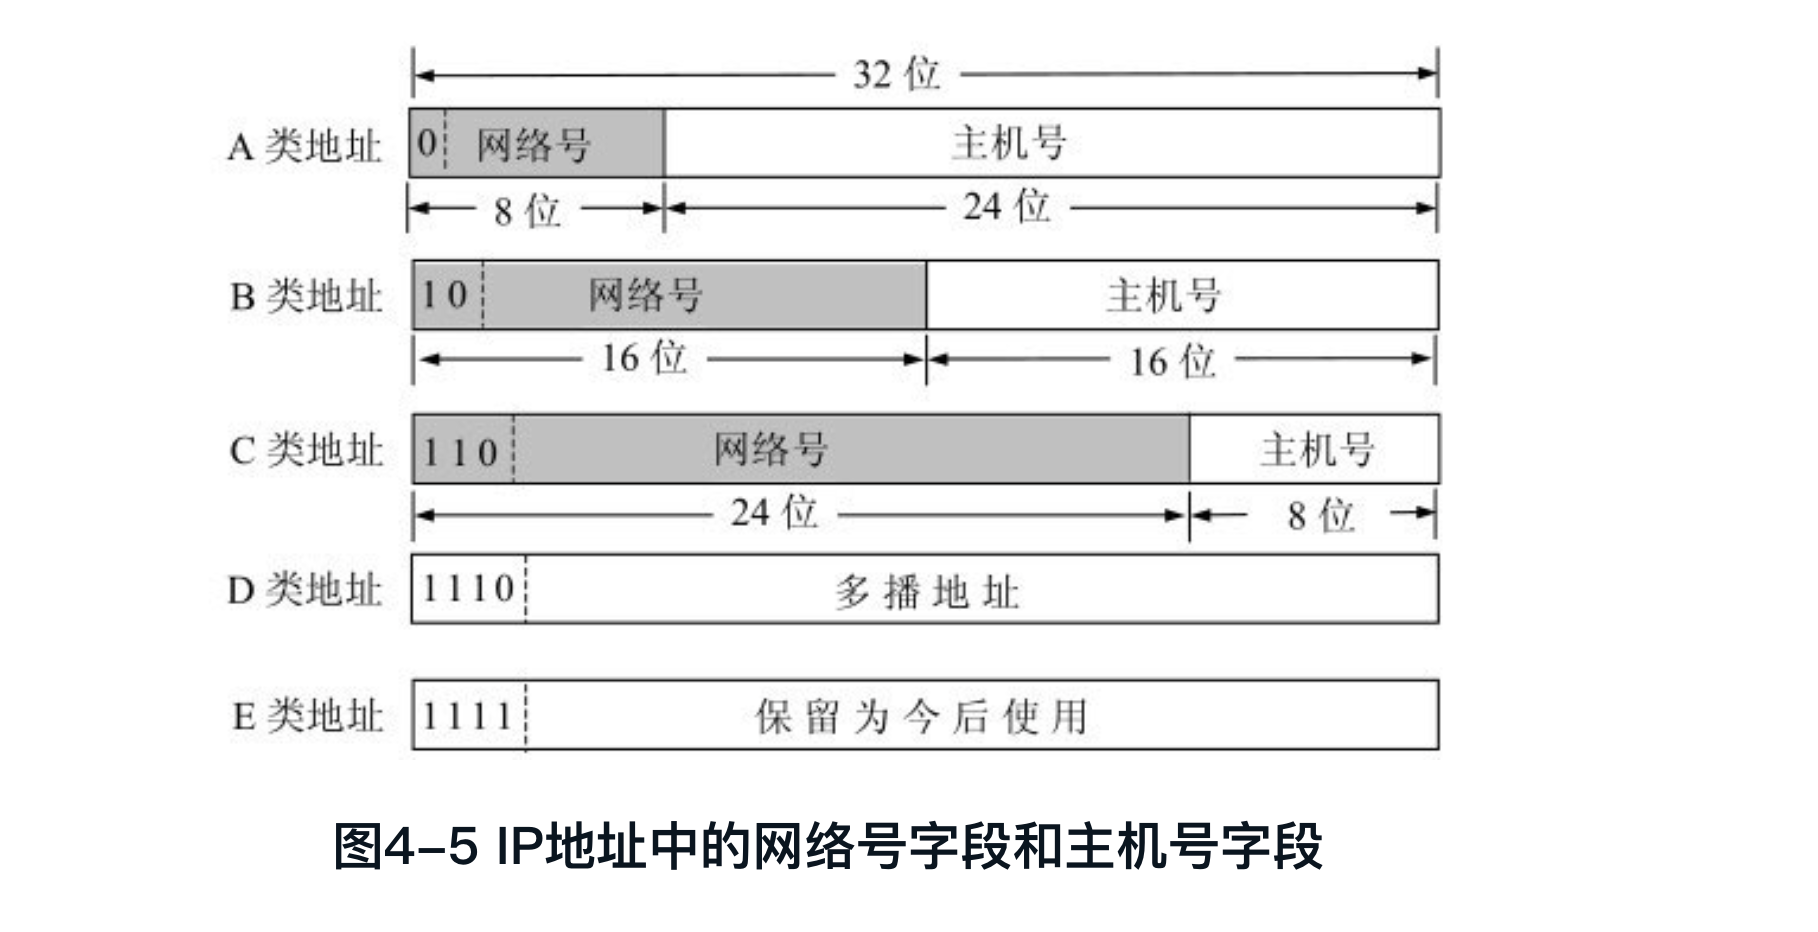 32 位
A 类地址 0 网络号 主机号
8 位 24 位
B 类地址 1 0 网络号 主机号
16 位 16 位
C 类地址 1 1 0 网络号 主机号
24 位 8 位
D 类地址 1 1 1 0 多播地址
E 类地址 1 1 1 1 保留为今后使用
图4-5 IP地址中的网络号字段和主机号字段